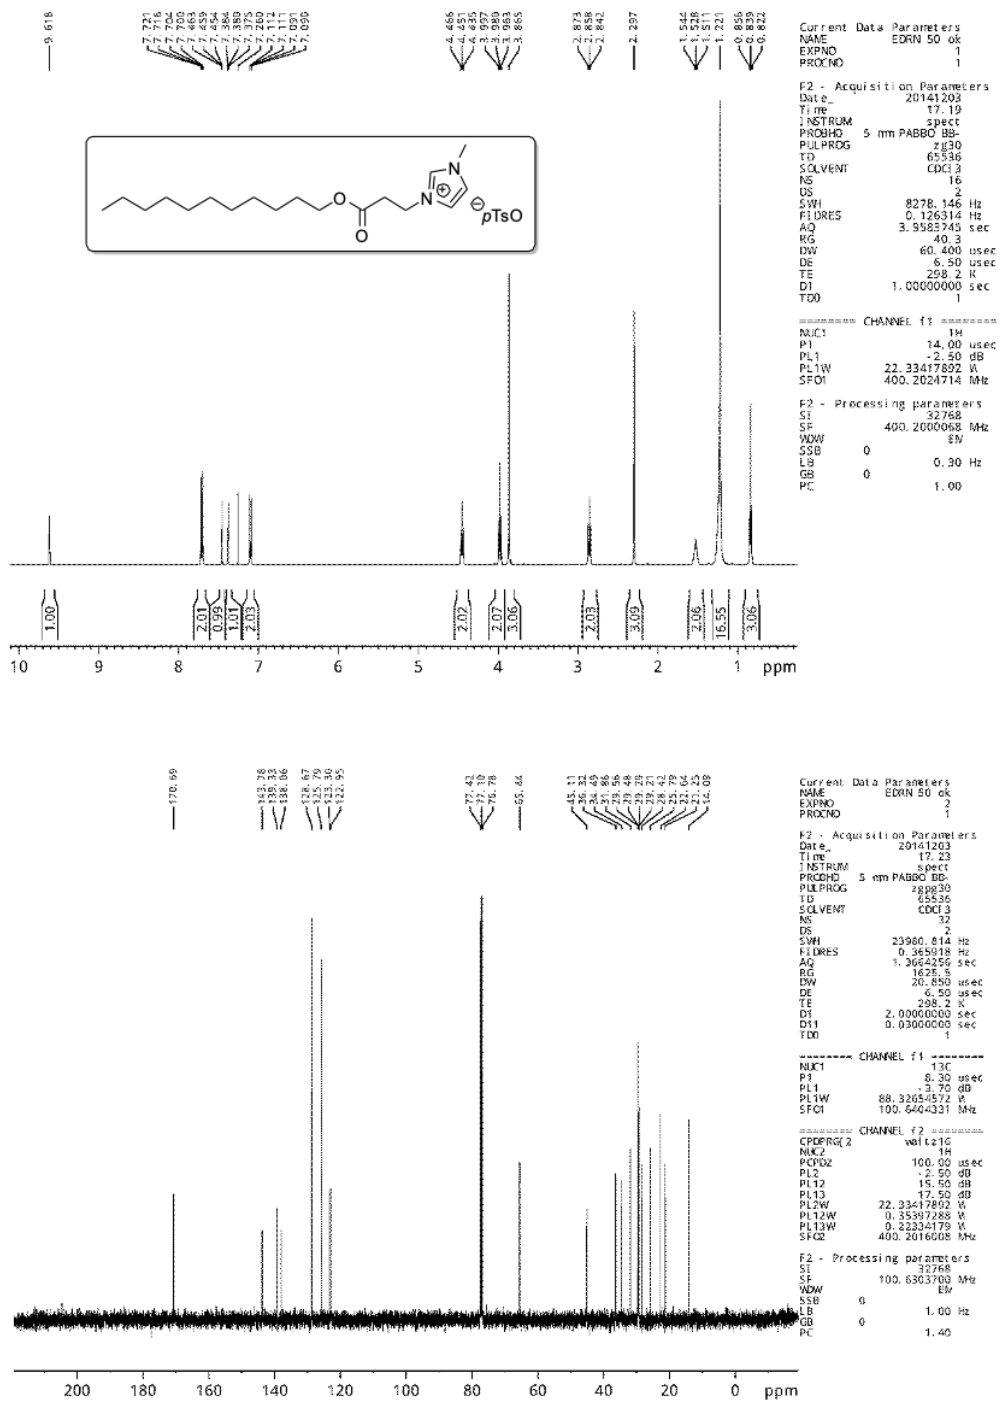 9.618
7.721
7.716
7.704
7.700
7.463
7.459
7.454
7.384
7.380
7.375
7.260
7.112
7.111
7.091
7.090
4.466
4.451
4.435
3.997
3.980
3.963
3.865
2.873
2.858
2.842
2.297
1.544
1.528
1.511
1.221
0.856
0.839
0.822
Current Data Parameters
NAME EDRN 50 ok
EXPNO 1
PROCNO 1
F2 - Acquisition Parameters
Date_ 20141203
Time 17.19
INSTRUM spect
PROBHD 5 mm PABBO BB-
PULPROG zg30
TD 65536
SOLVENT CDCl3
NS 16
DS 2
SWH 8278.146 Hz
FIDRES 0.126314 Hz
AQ 3.9583745 sec
RG 40.3
DW 60.400 usec
DE 6.50 usec
TE 298.2 K
D1 1.00000000 sec
TD0 1
======== CHANNEL f1 ========
NUC1 1H
P1 14.00 usec
PL1 -2.50 dB
PL1W 22.33417892 W
SFO1 400.2024714 MHz
F2 - Processing parameters
SI 32768
SF 400.2000068 MHz
WDW EM
SSB 0
LB 0.30 Hz
GB 0
PC 1.00
N
N
⊕
O
O
⊖
pTsO
1.00
2.01
0.99
1.01
2.03
2.02
2.07
3.06
2.03
3.09
2.06
16.55
3.06
10 9 8 7 6 5 4 3 2 1 ppm
170.69
143.78
139.33
138.06
128.67
125.79
123.30
122.95
77.42
77.10
76.78
65.44
45.11
36.32
34.49
31.86
29.56
29.48
29.29
29.21
28.42
25.79
22.64
21.25
14.09
Current Data Parameters
NAME EDRN 50 ok
EXPNO 2
PROCNO 1
F2 - Acquisition Parameters
Date_ 20141203
Time 17.23
INSTRUM spect
PROBHD 5 mm PABBO BB-
PULPROG zgpg30
TD 65536
SOLVENT CDCl3
NS 32
DS 2
SWH 23980.814 Hz
FIDRES 0.365918 Hz
AQ 1.3664256 sec
RG 1625.5
DW 20.850 usec
DE 6.50 usec
TE 298.2 K
D1 2.00000000 sec
D11 0.03000000 sec
TD0 1
======== CHANNEL f1 ========
NUC1 13C
P1 8.30 usec
PL1 -3.70 dB
PL1W 88.32654572 W
SFO1 100.6404331 MHz
======== CHANNEL f2 ========
CPDPRG[2 waltz16
NUC2 1H
PCPD2 100.00 usec
PL2 -2.50 dB
PL12 15.50 dB
PL13 17.50 dB
PL2W 22.33417892 W
PL12W 0.35397288 W
PL13W 0.22334179 W
SFO2 400.2016008 MHz
F2 - Processing parameters
SI 32768
SF 100.6303700 MHz
WDW EM
SSB 0
LB 1.00 Hz
GB 0
PC 1.40
200 180 160 140 120 100 80 60 40 20 0 ppm